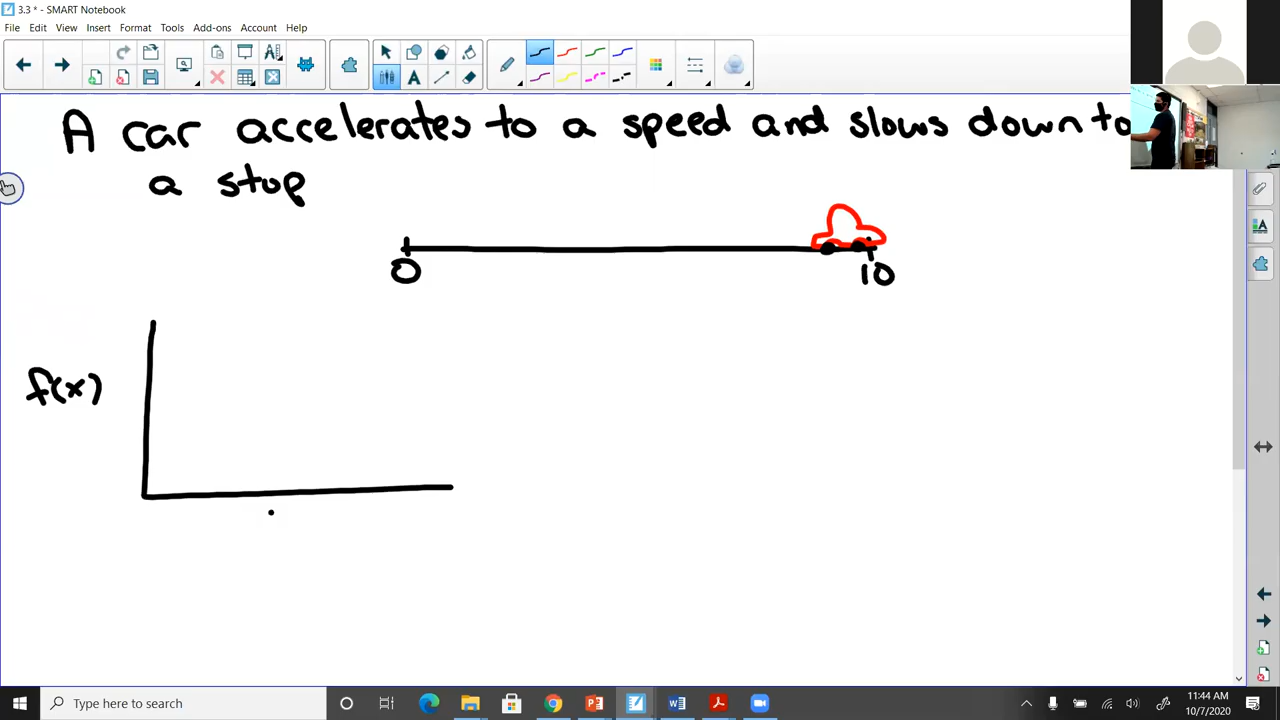 3.3 * - SMART Notebook
File Edit View Insert Format Tools Add-ons Account Help
A car accelerates to a speed and slows down to
a stop
0
10
f(x)
Type here to search
11:44 AM
10/7/2020